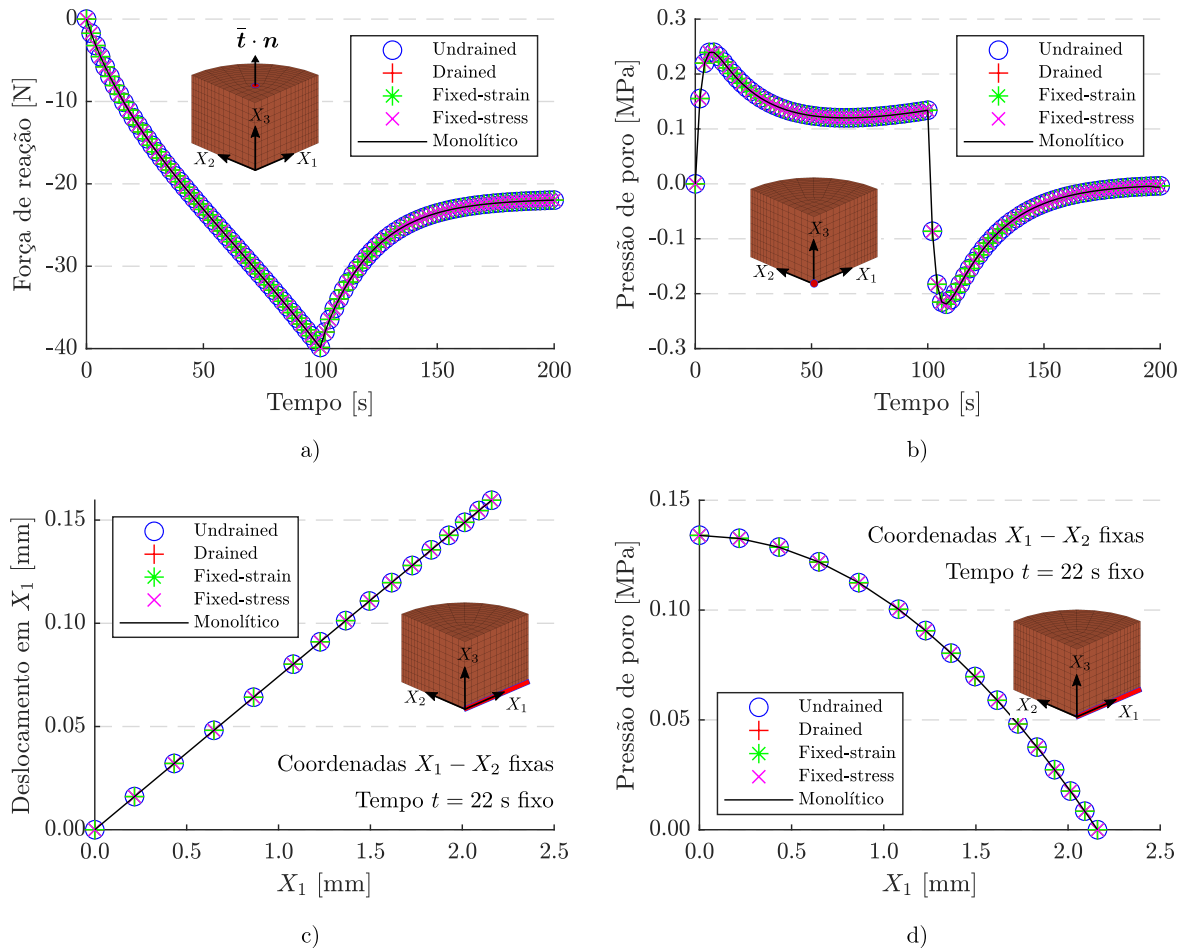 0
-10
-20
-30
-40
0
50
100
150
200
Força de reação [N]
Tempo [s]
t̄ · n
X3
X2
X1
Undrained
Drained
Fixed-strain
Fixed-stress
Monolítico
a)
0.3
0.2
0.1
0.0
-0.1
-0.2
-0.3
0
50
100
150
200
Pressão de poro [MPa]
Tempo [s]
X3
X2
X1
Undrained
Drained
Fixed-strain
Fixed-stress
Monolítico
b)
0.15
0.10
0.05
0.00
0.0
0.5
1.0
1.5
2.0
2.5
Deslocamento em X1 [mm]
X1 [mm]
Undrained
Drained
Fixed-strain
Fixed-stress
Monolítico
X3
X2
X1
Coordenadas X1 − X2 fixas
Tempo t = 22 s fixo
c)
0.15
0.10
0.05
0.00
0.0
0.5
1.0
1.5
2.0
2.5
Pressão de poro [MPa]
X1 [mm]
Coordenadas X1 − X2 fixas
Tempo t = 22 s fixo
X3
X2
X1
Undrained
Drained
Fixed-strain
Fixed-stress
Monolítico
d)